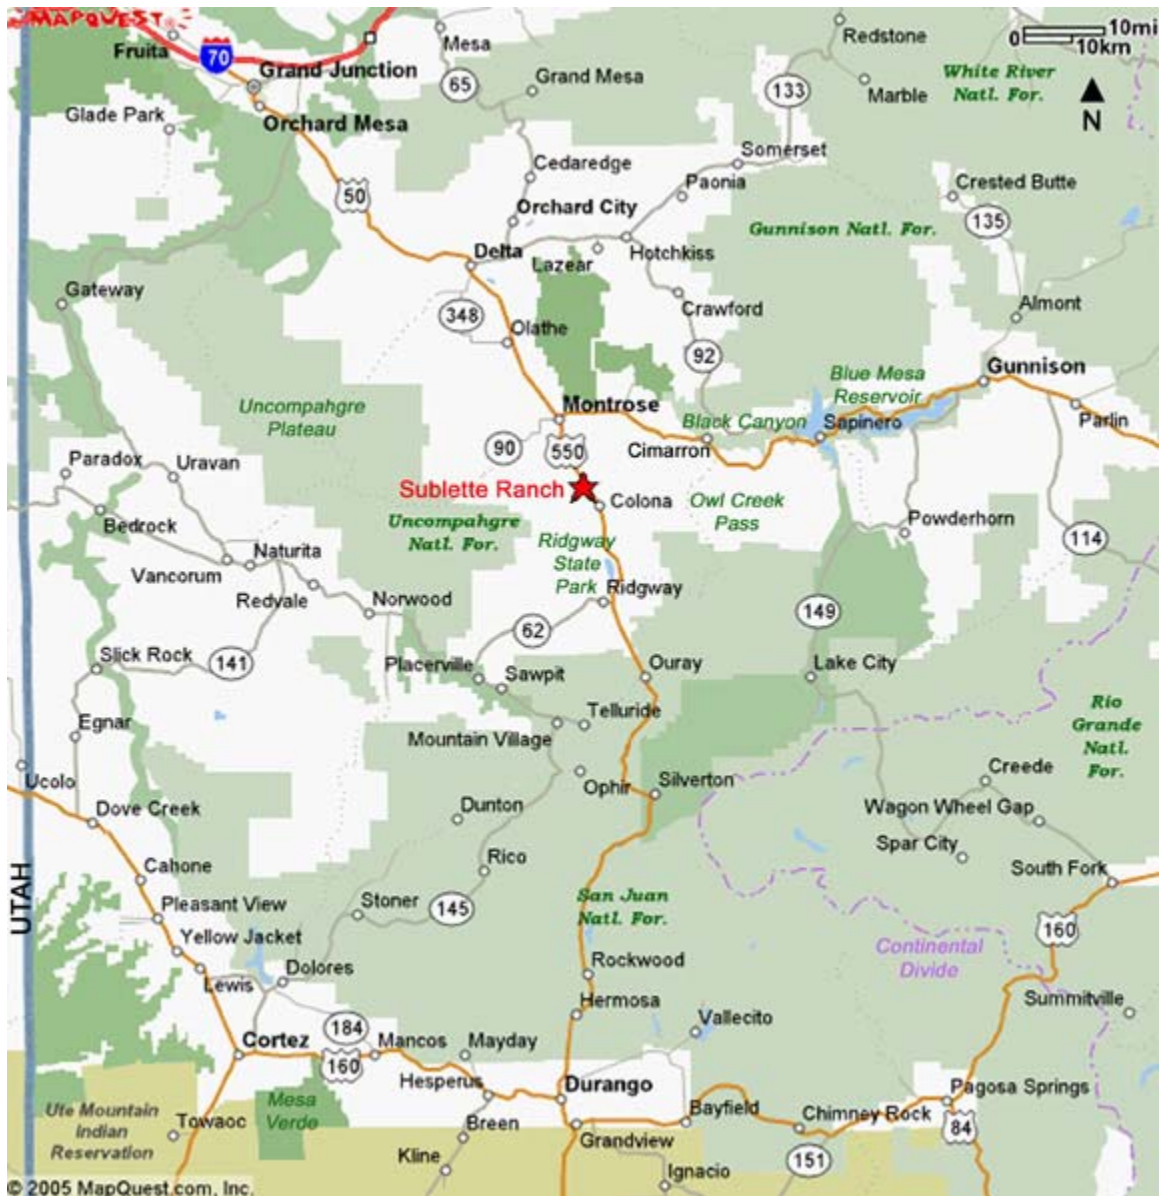 MAPQUEST
Fruita
70
Mesa
Redstone
0
10mi
10km
Grand Junction
65
Grand Mesa
133
White River
Natl. For.
Marble
N
Glade Park
Orchard Mesa
Cedaredge
Somerset
50
Paonia
Crested Butte
Orchard City
135
Delta
Lazear
Hotchkiss
Gunnison Natl. For.
Gateway
348
Olathe
Crawford
Almont
92
Gunnison
Blue Mesa
Reservoir
Uncompahgre
Plateau
Montrose
Black Canyon
Sapinero
Parlin
90
550
Cimarron
Paradox
Uravan
Sublette Ranch
Colona
Owl Creek
Pass
Bedrock
Uncompahgre
Natl. For.
Powderhorn
Ridgway
State
Park
114
Naturita
Vancorum
Redvale
Norwood
Ridgway
149
62
Slick Rock
141
Placerville
Sawpit
Ouray
Lake City
Egnar
Telluride
Mountain Village
Rio
Grande
Natl.
For.
Ucolo
Ophir
Silverton
Creede
Dove Creek
Dunton
Wagon Wheel Gap
Cahone
Rico
Spar City
South Fork
UTAH
Pleasant View
Stoner
145
San Juan
Natl. For.
160
Yellow Jacket
Continental
Divide
Lewis
Dolores
Rockwood
Hermosa
Summitville
184
Vallecito
Cortez
160
Mancos
Mayday
Hesperus
Durango
Pagosa Springs
Ute Mountain
Indian
Reservation
Towaoc
Mesa
Verde
Breen
Grandview
Bayfield
Chimney Rock
84
Kline
Ignacio
151
© 2005 MapQuest.com, Inc.